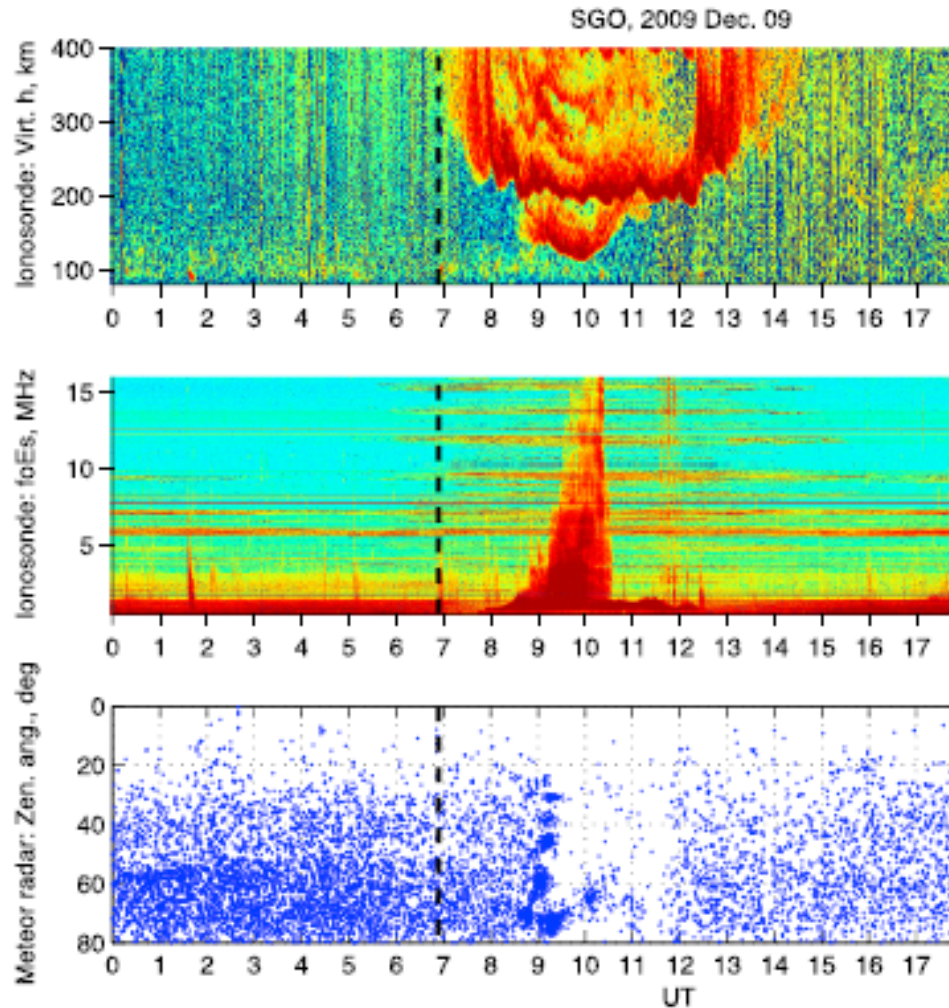 SGO, 2009 Dec. 09
Ionosonde: Virt. h, km
400
300
200
100
0 1 2 3 4 5 6 7 8 9 10 11 12 13 14 15 16 17
Ionosonde: foEs, MHz
15
10
5
0 1 2 3 4 5 6 7 8 9 10 11 12 13 14 15 16 17
Meteor radar: Zen. ang., deg
0
20
40
60
80
0 1 2 3 4 5 6 7 8 9 10 11 12 13 14 15 16 17
UT